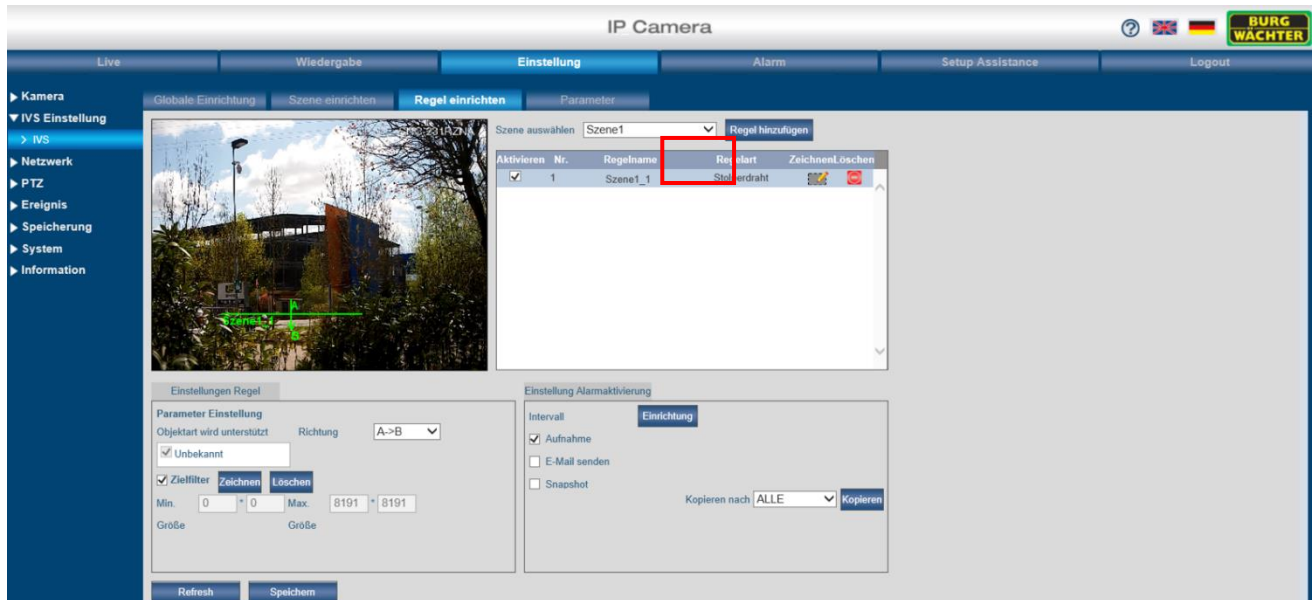 IP Camera
BURG
WÄCHTER
Live Wiedergabe Einstellung Alarm Setup Assistance Logout
Kamera
IVS Einstellung
> IVS
Netzwerk
PTZ
Ereignis
Speicherung
System
Information
Globale Einrichtung Szene einrichten Regel einrichten Parameter
Szene1_1
A
B
Szene auswählen Szene1 Regel hinzufügen
Aktivieren Nr. Regelname Regelart Zeichnen Löschen
1 Szene1_1 Stolperdraht
Einstellungen Regel
Parameter Einstellung
Objektart wird unterstützt Richtung A->B
Unbekannt
Zielfilter Zeichnen Löschen
Min. 0 * 0 Max. 8191 * 8191
Größe Größe
Einstellung Alarmaktivierung
Intervall Einrichtung
Aufnahme
E-Mail senden
Snapshot
Kopieren nach ALLE Kopieren
Refresh Speichern